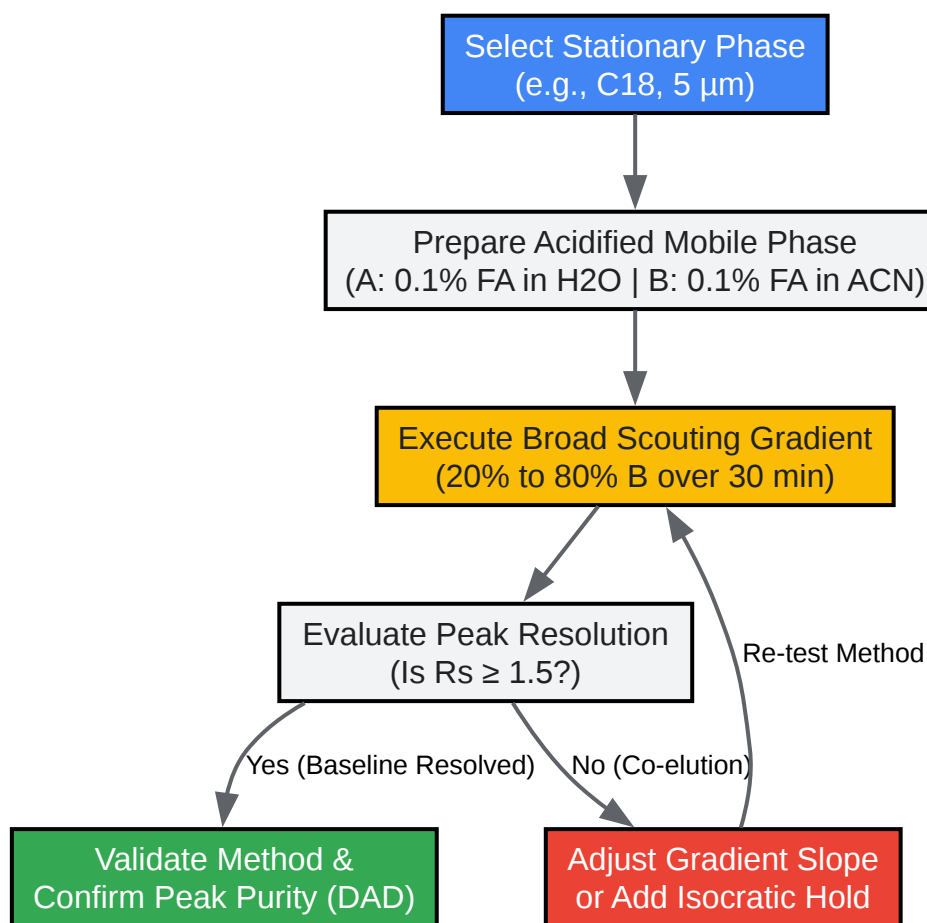 Select Stationary Phase
(e.g., C18, 5 µm)
Prepare Acidified Mobile Phase
(A: 0.1% FA in H2O | B: 0.1% FA in ACN)
Execute Broad Scouting Gradient
(20% to 80% B over 30 min)
Evaluate Peak Resolution
(Is Rs ≥ 1.5?)
Re-test Method
Yes (Baseline Resolved)
No (Co-elution)
Validate Method &
Confirm Peak Purity (DAD)
Adjust Gradient Slope
or Add Isocratic Hold